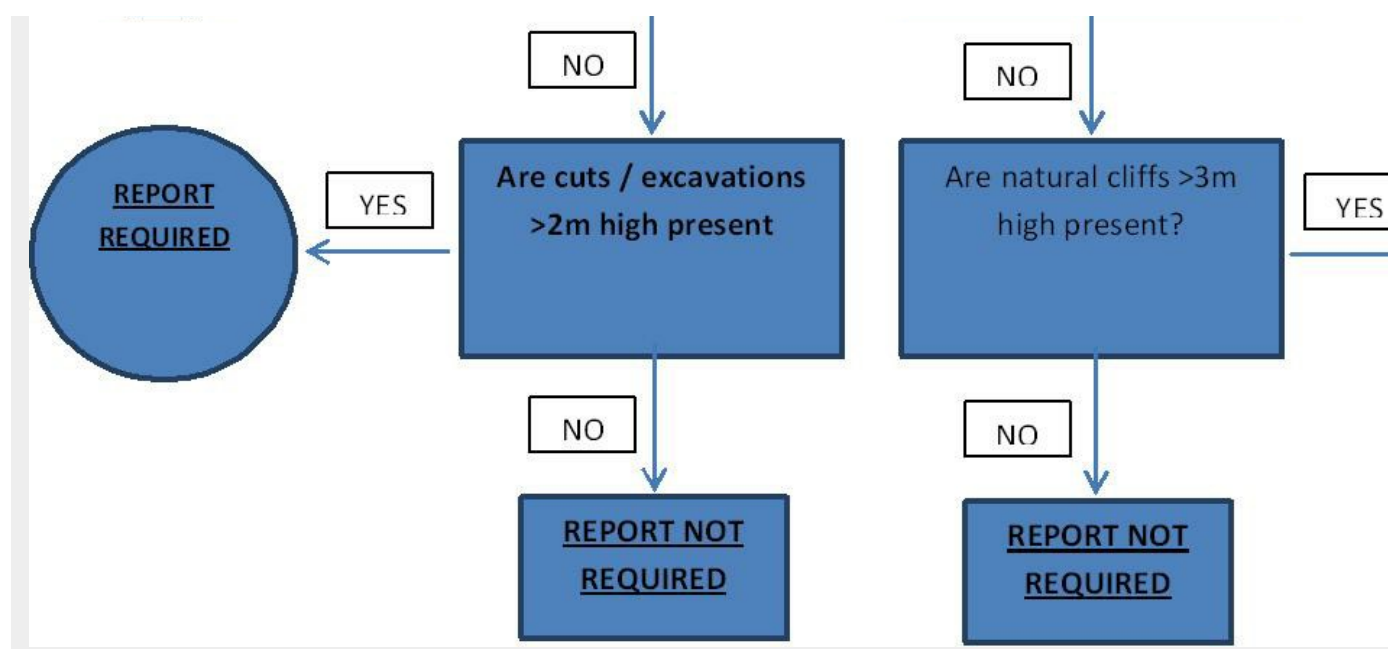 NO
NO
REPORT
REQUIRED
YES
Are cuts / excavations
>2m high present
Are natural cliffs >3m
high present?
YES
NO
NO
REPORT NOT
REQUIRED
REPORT NOT
REQUIRED